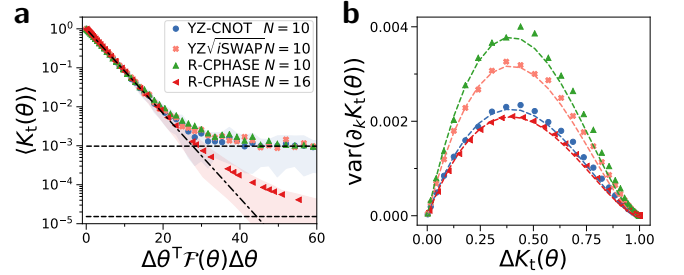 a
⟨K_t(θ)⟩
10^0
10^-1
10^-2
10^-3
10^-4
10^-5
YZ-CNOT N = 10
YZ√iSWAP N = 10
R-CPHASE N = 10
R-CPHASE N = 16
0 20 40 60
Δθ^T ℱ(θ)Δθ
b
var(∂_k K_t(θ))
0.004
0.002
0.000
0.00 0.25 0.50 0.75 1.00
ΔK_t(θ)